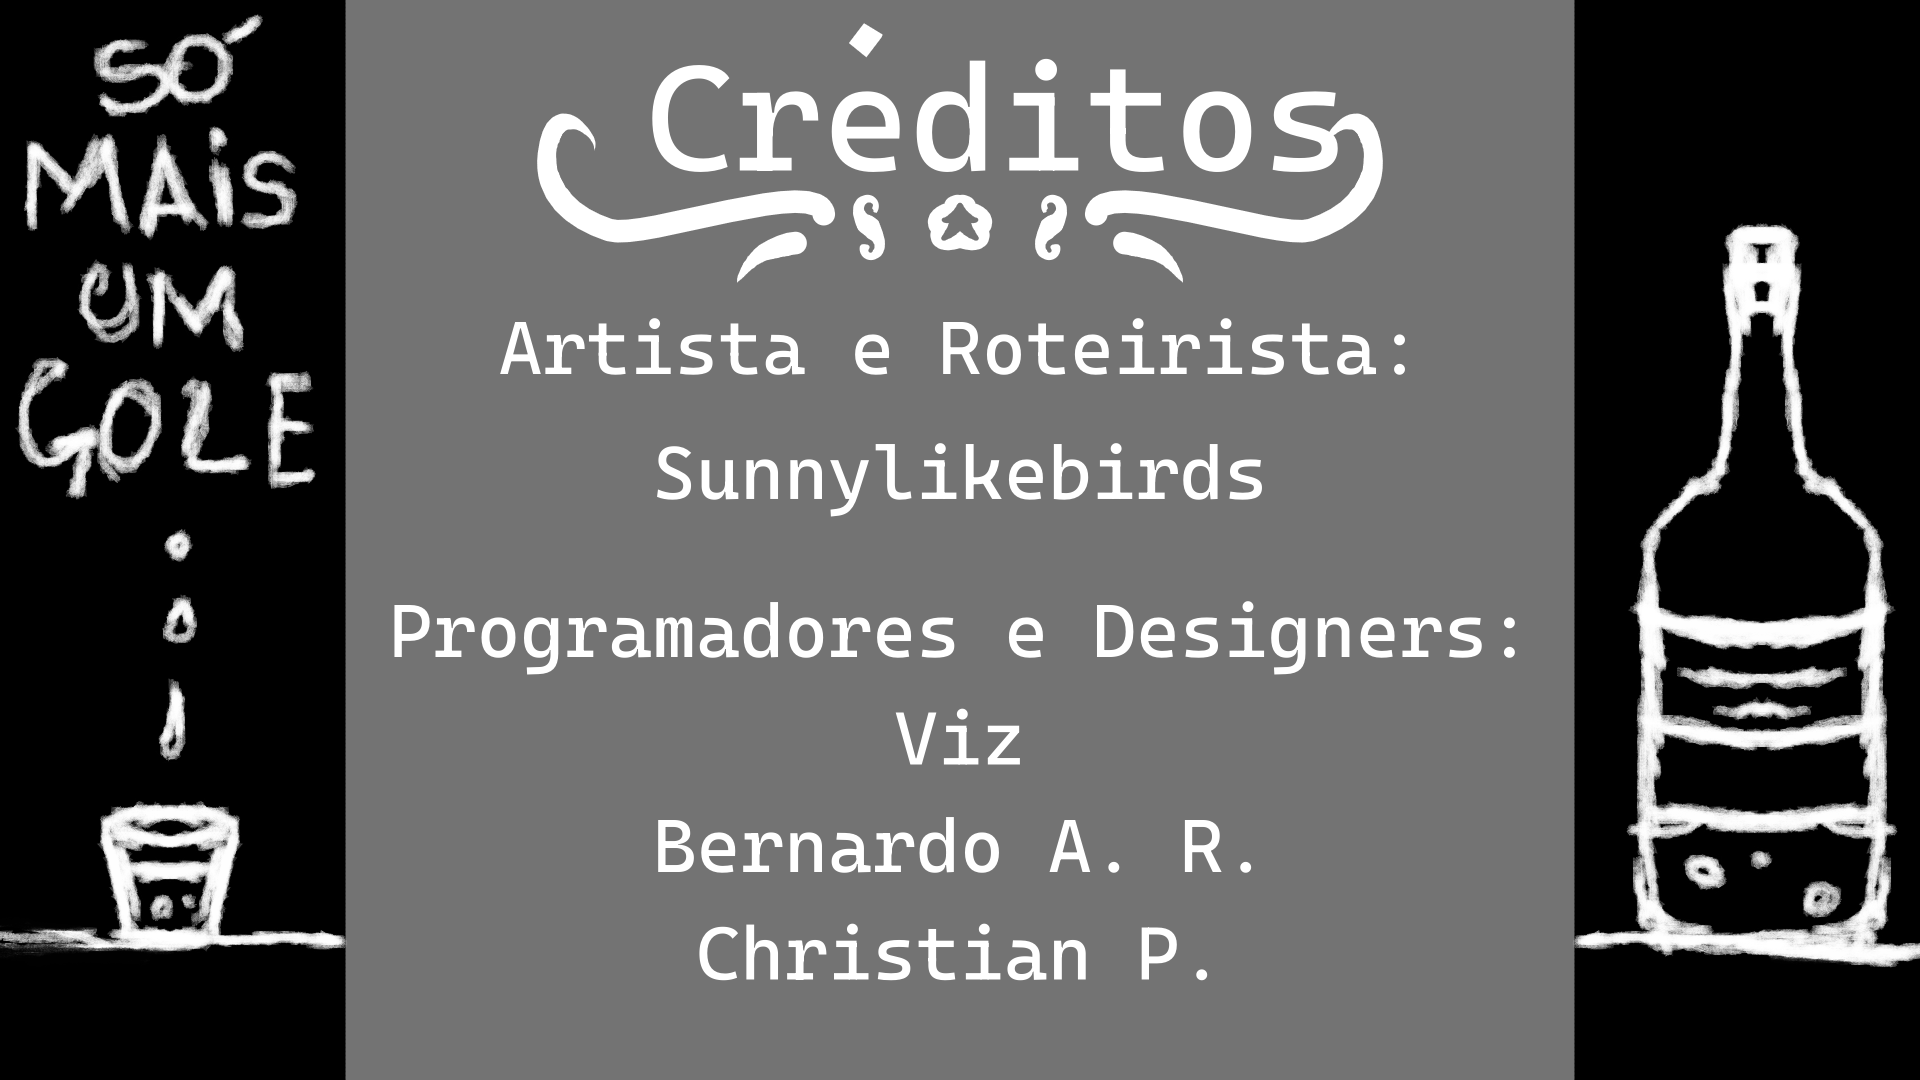 SÓ
MAiS
UM
GOLE
Créditos
Artista e Roteirista:
Sunnylikebirds
Programadores e Designers:
Viz
Bernardo A. R.
Christian P.